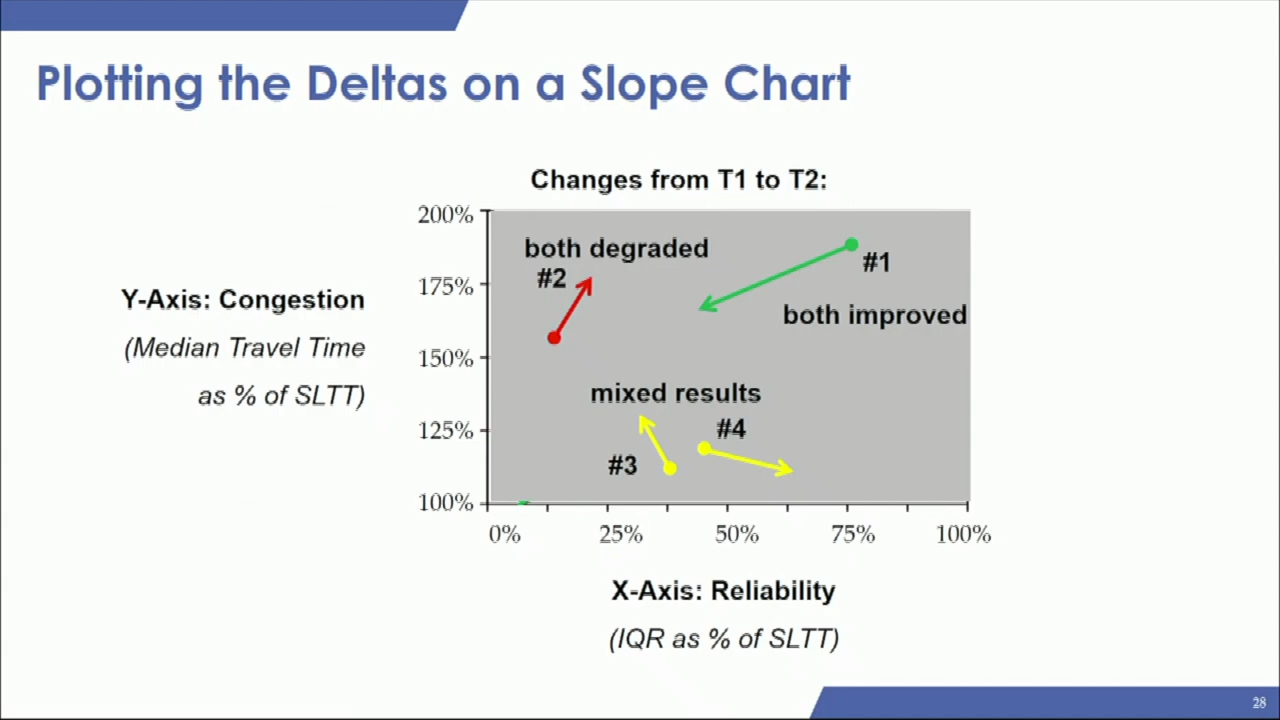 Plotting the Deltas on a Slope Chart
Changes from T1 to T2:
200%
175%
150%
125%
100%
both degraded
#2
#1
both improved
mixed results
#4
#3
Y-Axis: Congestion
(Median Travel Time
as % of SLTT)
0% 25% 50% 75% 100%
X-Axis: Reliability
(IQR as % of SLTT)
28